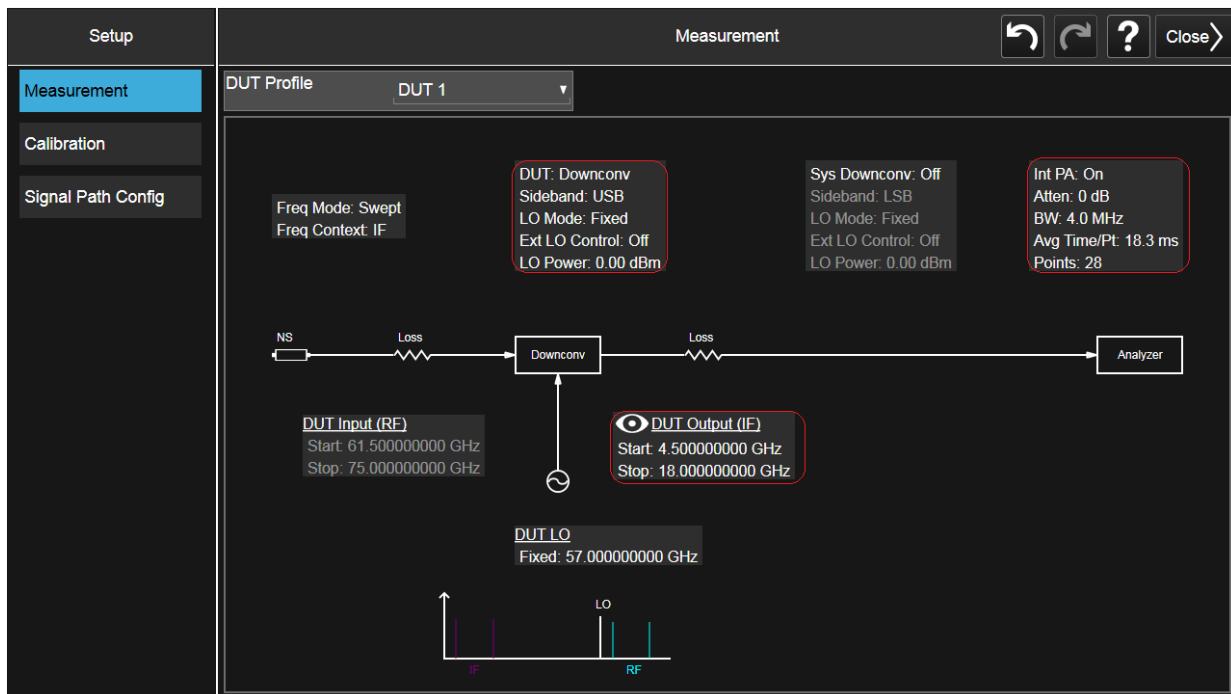 Setup
Measurement
Close
Measurement
Calibration
Signal Path Config
DUT Profile
DUT 1
Freq Mode: Swept
Freq Context: IF
DUT: Downconv
Sideband: USB
LO Mode: Fixed
Ext LO Control: Off
LO Power: 0.00 dBm
Sys Downconv: Off
Sideband: LSB
LO Mode: Fixed
Ext LO Control: Off
LO Power: 0.00 dBm
Int PA: On
Atten: 0 dB
BW: 4.0 MHz
Avg Time/Pt: 18.3 ms
Points: 28
NS
Loss
Downconv
Loss
Analyzer
DUT Input (RF)
Start: 61.500000000 GHz
Stop: 75.000000000 GHz
DUT Output (IF)
Start: 4.500000000 GHz
Stop: 18.000000000 GHz
DUT LO
Fixed: 57.000000000 GHz
LO
IF
RF